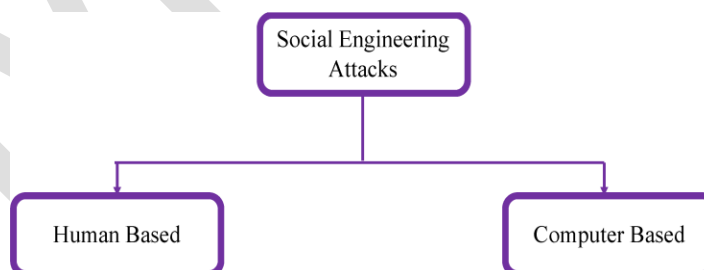 Social Engineering
Attacks
Human Based
Computer Based